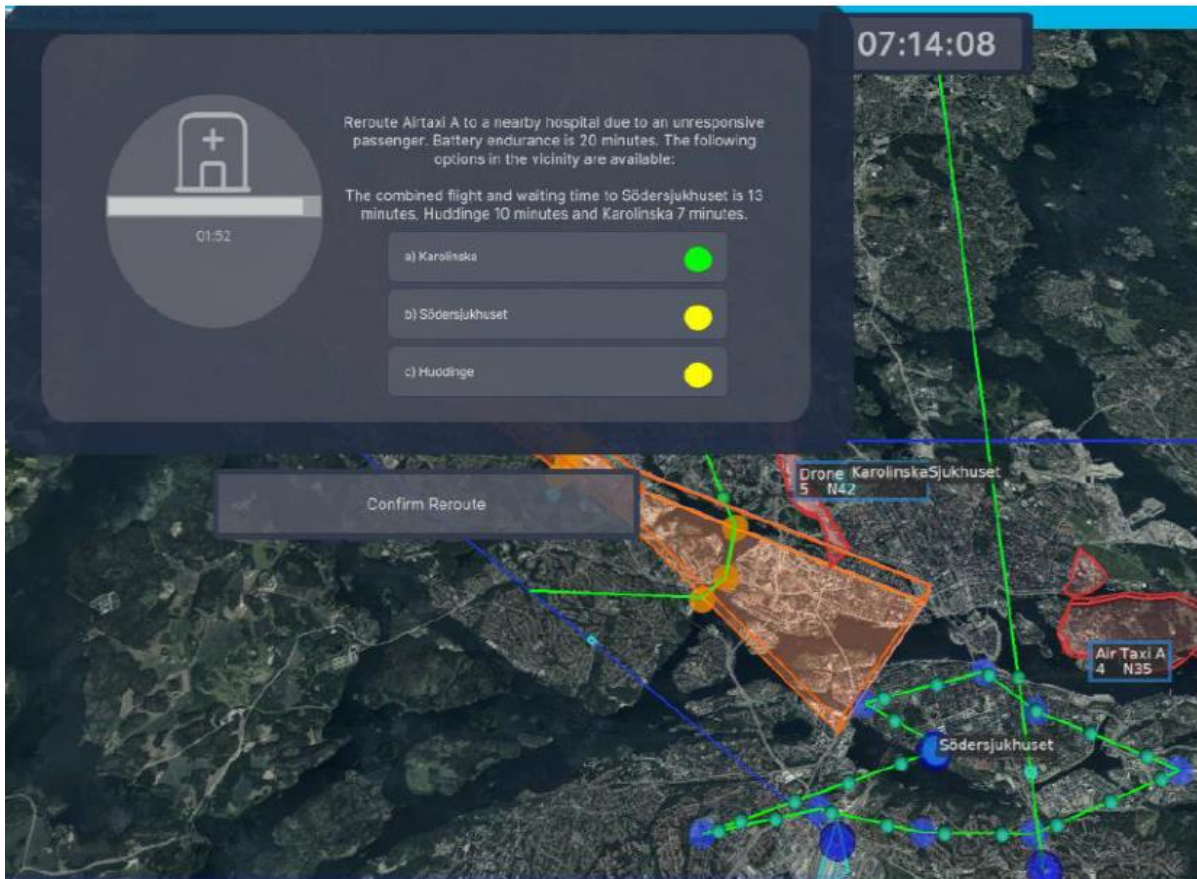 07:14:08
Reroute Airtaxi A to a nearby hospital due to an unresponsive
passenger. Battery endurance is 20 minutes. The following
options in the vicinity are available:
The combined flight and waiting time to Södersjukhuset is 13
minutes, Huddinge 10 minutes and Karolinska 7 minutes.
01:52
a) Karolinska
b) Södersjukhuset
c) Huddinge
Confirm Reroute
Drone KarolinskaSjukhuset
5 N42
Air Taxi A
4 N35
Södersjukhuset